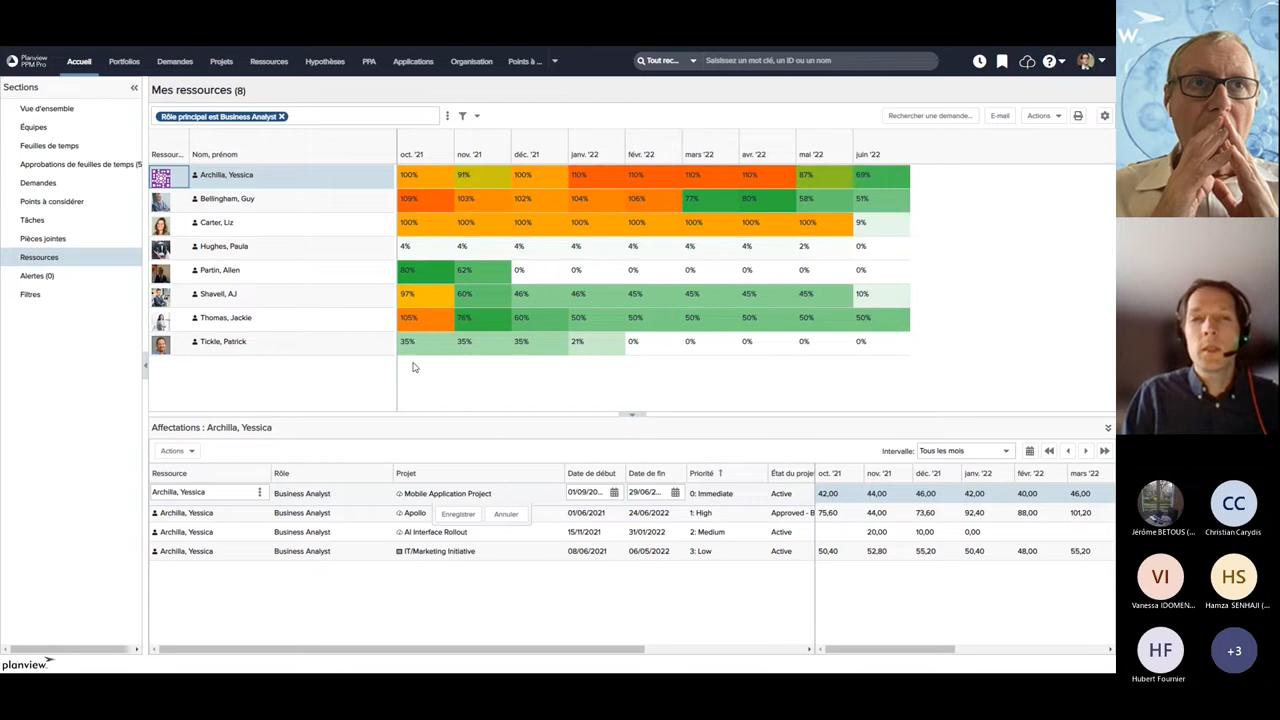 Planview
PPM Pro
Accueil Portfolios Demandes Projets Ressources Hypothèses PPA Applications Organisation Points à ...
Tout rec... Saisissez un mot clé, un ID ou un nom
Sections
Vue d'ensemble
Équipes
Feuilles de temps
Approbations de feuilles de temps (5
Demandes
Points à considérer
Tâches
Pièces jointes
Ressources
Alertes (0)
Filtres
Mes ressources (8)
Rôle principal est Business Analyst
Rechercher une demande... E-mail Actions
Ressour... Nom, prénom oct. '21 nov. '21 déc. '21 janv. '22 févr. '22 mars '22 avr. '22 mai '22 juin '22
Archilla, Yessica 100% 91% 100% 110% 110% 110% 110% 87% 69%
Bellingham, Guy 109% 103% 102% 104% 106% 77% 80% 58% 51%
Carter, Liz 100% 100% 100% 100% 100% 100% 100% 100% 9%
Hughes, Paula 4% 4% 4% 4% 4% 4% 4% 2% 0%
Partin, Allen 80% 62% 0% 0% 0% 0% 0% 0% 0%
Shavell, AJ 97% 60% 46% 46% 45% 45% 45% 45% 10%
Thomas, Jackie 105% 76% 60% 50% 50% 50% 50% 50% 50%
Tickle, Patrick 35% 35% 35% 21% 0% 0% 0% 0% 0%
Affectations : Archilla, Yessica
Actions Intervalle: Tous les mois
Ressource Rôle Projet Date de début Date de fin Priorité État du proje oct. '21 nov. '21 déc. '21 janv. '22 févr. '22 mars '22
Archilla, Yessica Business Analyst Mobile Application Project 01/09/20... 29/06/2... 0: Immediate Active 42,00 44,00 46,00 42,00 40,00 46,00
Archilla, Yessica Business Analyst Apollo 01/06/2021 24/06/2022 1: High Approved - B 75,60 44,00 73,60 92,40 88,00 101,20
Enregistrer Annuler
Archilla, Yessica Business Analyst AI Interface Rollout 15/11/2021 31/01/2022 2: Medium Active 20,00 10,00 0,00
Archilla, Yessica Business Analyst IT/Marketing Initiative 08/06/2021 06/05/2022 3: Low Active 50,40 52,80 55,20 50,40 48,00 55,20
planview
w.
Jérôme BETOUS (...
CC
Christian Carydis
VI
Vanessa IDOMEN...
HS
Hamza SENHAJI (...
HF
Hubert Fournier
+3